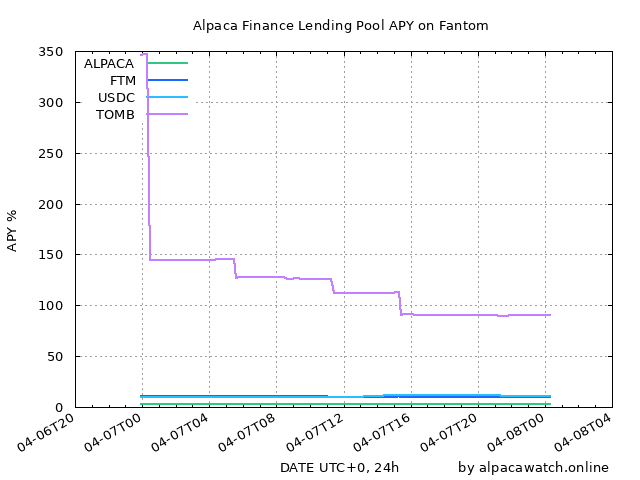 Alpaca Finance Lending Pool APY on Fantom
350
300
250
200
150
100
50
0
APY %
ALPACA
FTM
USDC
TOMB
04-06T20
04-07T00
04-07T04
04-07T08
04-07T12
04-07T16
04-07T20
04-08T00
04-08T04
DATE UTC+0, 24h
by alpacawatch.online